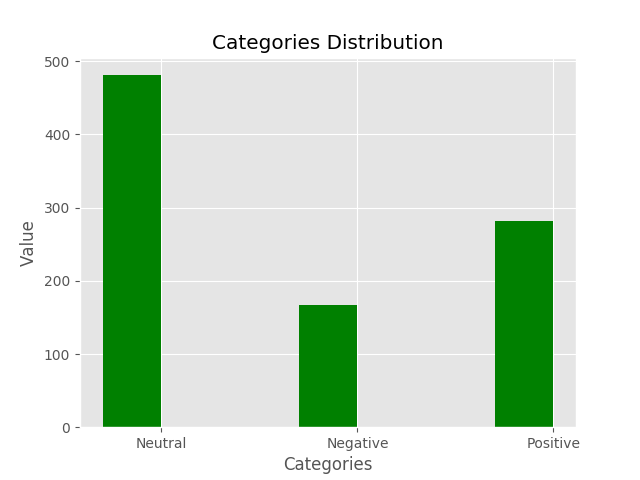 Categories Distribution
500
400
300
200
100
0
Value
Neutral
Negative
Positive
Categories